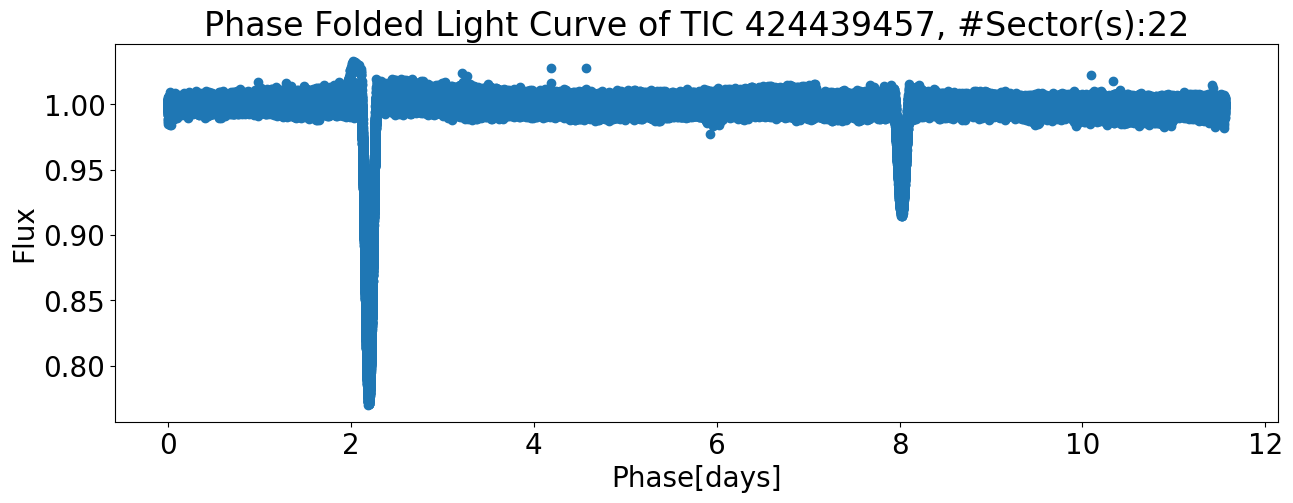 Phase Folded Light Curve of TIC 424439457, #Sector(s):22
1.00
0.95
0.90
0.85
0.80
Flux
0 2 4 6 8 10 12
Phase[days]